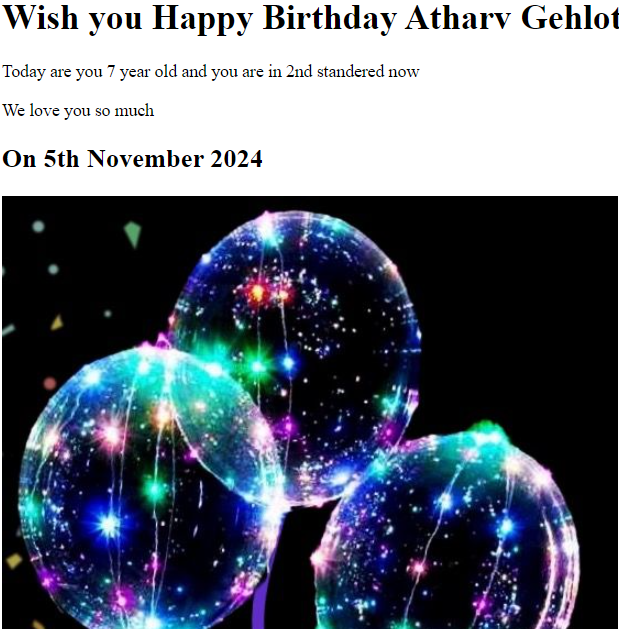 Wish you Happy Birthday Atharv Gehlot
Today are you 7 year old and you are in 2nd standered now
We love you so much
On 5th November 2024